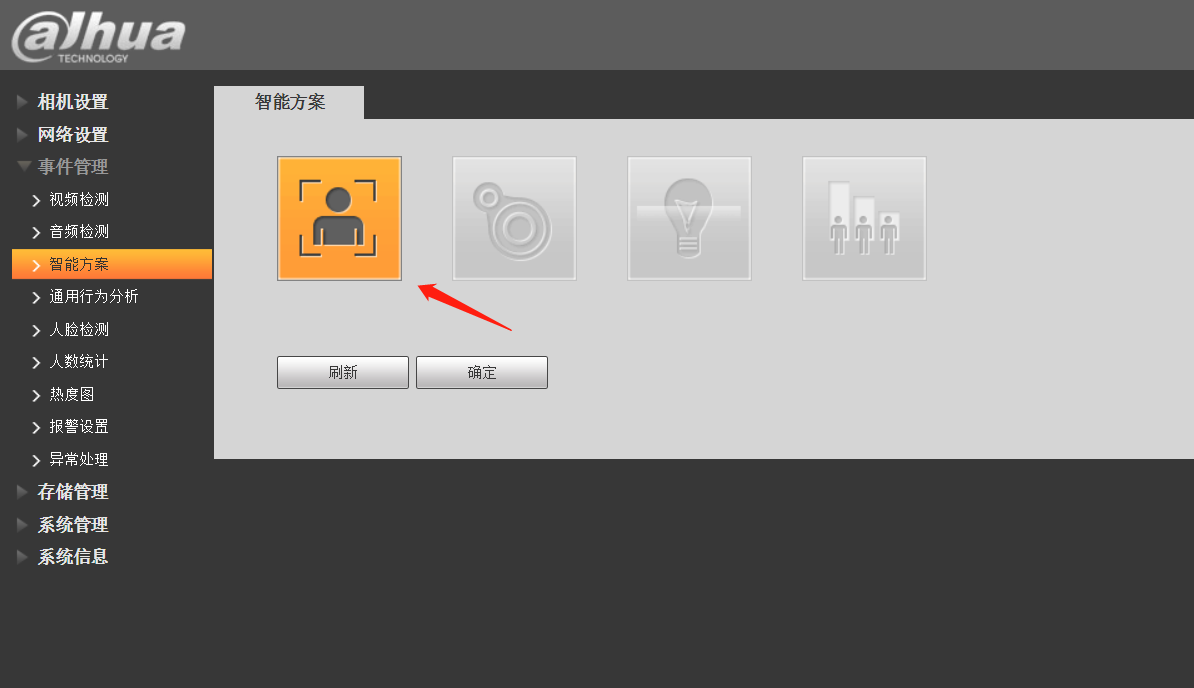 alhua
TECHNOLOGY
相机设置
网络设置
事件管理
视频检测
音频检测
智能方案
通用行为分析
人脸检测
人数统计
热度图
报警设置
异常处理
存储管理
系统管理
系统信息
智能方案
刷新
确定